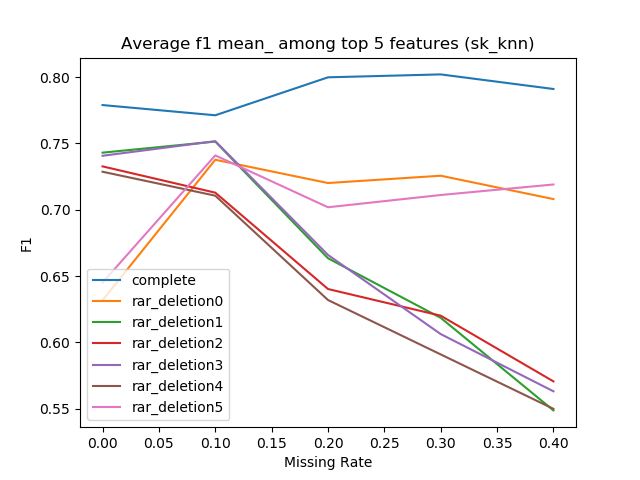 Average f1 mean_ among top 5 features (sk_knn)
0.80
0.75
0.70
0.65
0.60
0.55
F1
complete
rar_deletion0
rar_deletion1
rar_deletion2
rar_deletion3
rar_deletion4
rar_deletion5
0.00 0.05 0.10 0.15 0.20 0.25 0.30 0.35 0.40
Missing Rate